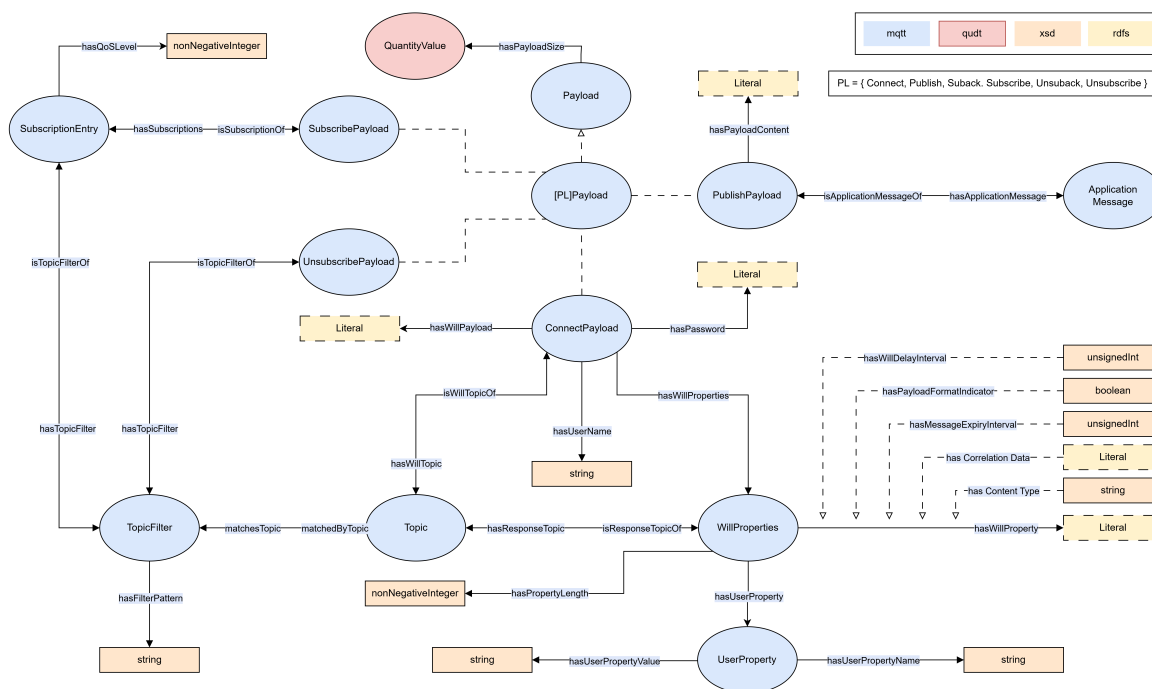 mqtt
qudt
xsd
rdfs
PL = { Connect, Publish, Suback. Subscribe, Unsuback, Unsubscribe }
hasQoSLevel
nonNegativeInteger
QuantityValue
hasPayloadSize
Payload
Literal
SubscriptionEntry
hasSubscriptions
isSubscriptionOf
SubscribePayload
hasPayloadContent
[PL]Payload
PublishPayload
isApplicationMessageOf
hasApplicationMessage
Application
Message
isTopicFilterOf
isTopicFilterOf
UnsubscribePayload
Literal
Literal
hasWillPayload
ConnectPayload
hasPassword
hasWillDelayInterval
unsignedInt
isWillTopicOf
hasWillProperties
hasPayloadFormatIndicator
boolean
hasTopicFilter
hasTopicFilter
hasUserName
hasMessageExpiryInterval
unsignedInt
hasWillTopic
string
has Correlation Data
Literal
has Content Type
string
TopicFilter
matchesTopic
matchedByTopic
Topic
hasResponseTopic
isResponseTopicOf
WillProperties
hasWillProperty
Literal
hasFilterPattern
nonNegativeInteger
hasPropertyLength
hasUserProperty
string
string
hasUserPropertyValue
UserProperty
hasUserPropertyName
string